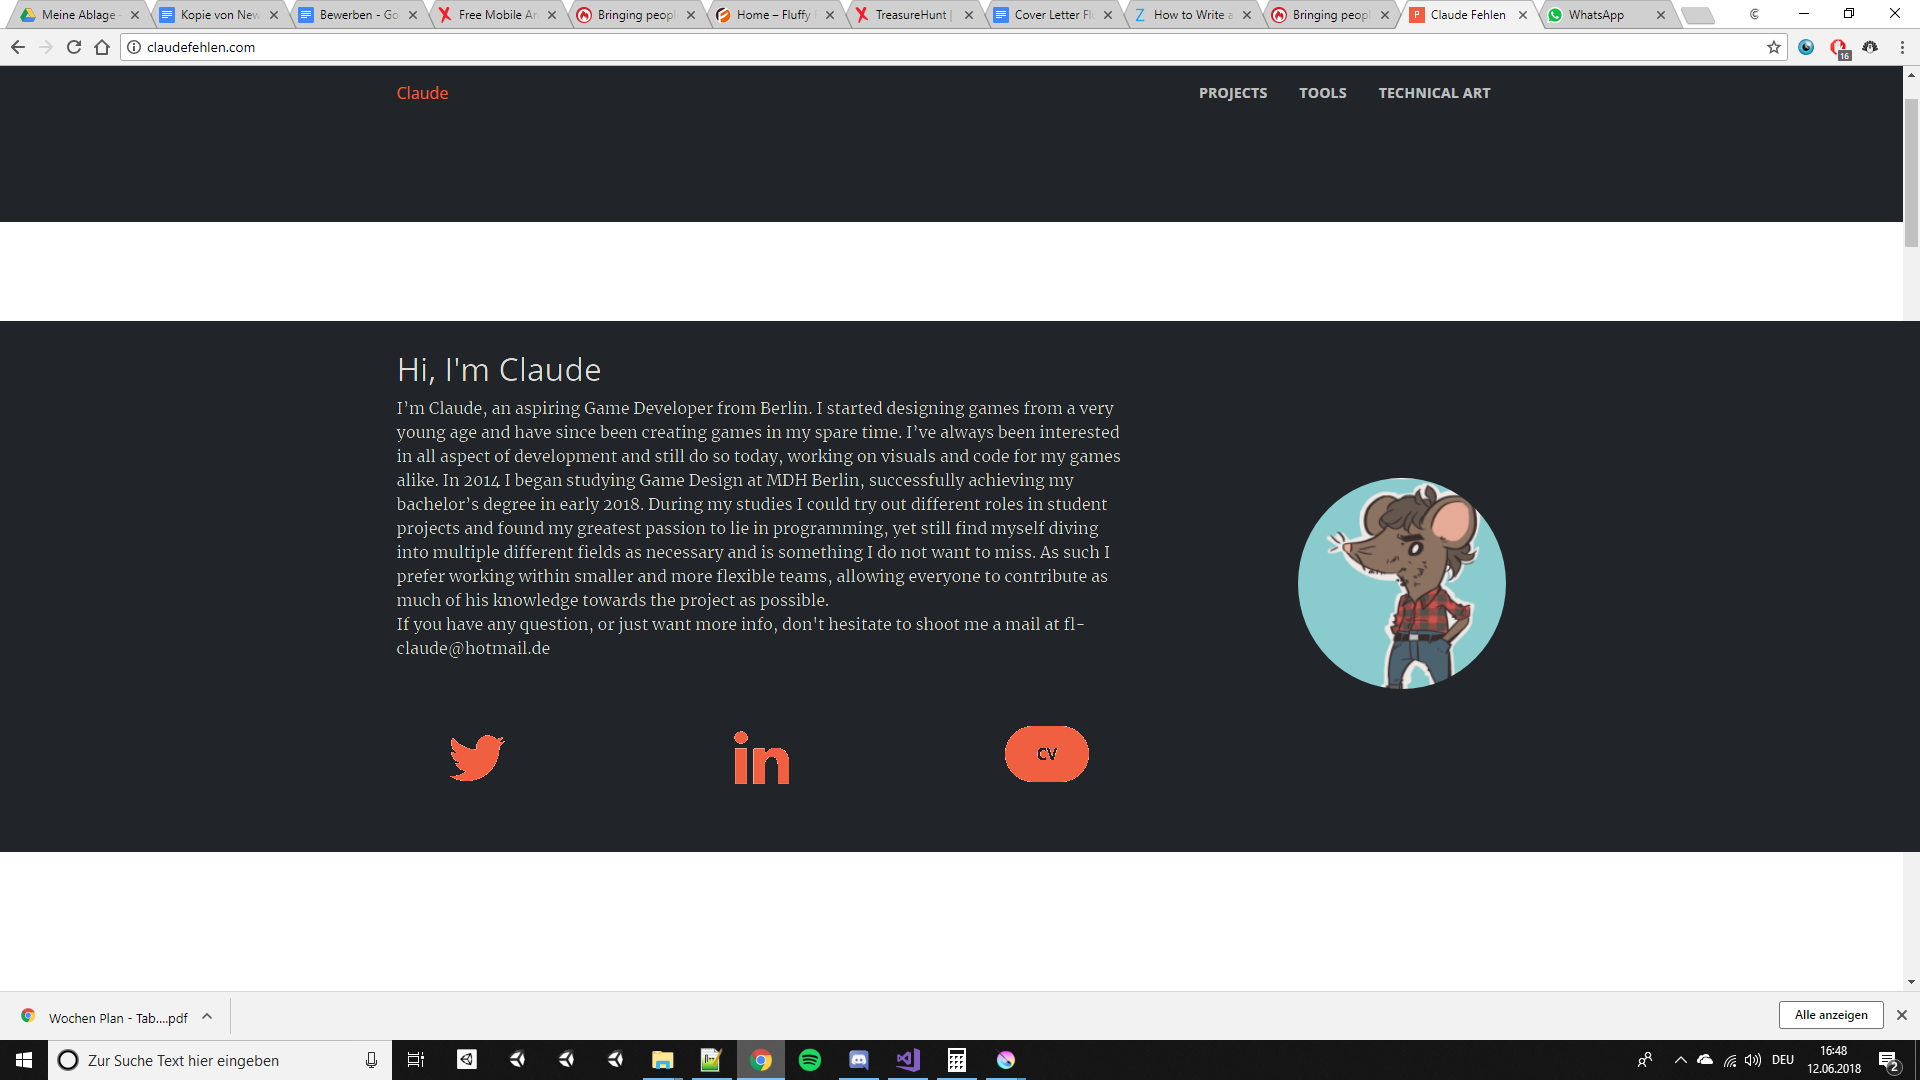 Meine Ablage -
Kopie von New
Bewerben - Go
Free Mobile An
Bringing peopl
Home – Fluffy f
TreasureHunt |
Cover Letter Fl
How to Write a
Bringing peopl
Claude Fehlen
WhatsApp
claudefehlen.com
16
Claude
PROJECTS
TOOLS
TECHNICAL ART
Hi, I'm Claude
I’m Claude, an aspiring Game Developer from Berlin. I started designing games from a very
young age and have since been creating games in my spare time. I’ve always been interested
in all aspect of development and still do so today, working on visuals and code for my games
alike. In 2014 I began studying Game Design at MDH Berlin, successfully achieving my
bachelor’s degree in early 2018. During my studies I could try out different roles in student
projects and found my greatest passion to lie in programming, yet still find myself diving
into multiple different fields as necessary and is something I do not want to miss. As such I
prefer working within smaller and more flexible teams, allowing everyone to contribute as
much of his knowledge towards the project as possible.
If you have any question, or just want more info, don't hesitate to shoot me a mail at fl-
claude@hotmail.de
in
CV
Wochen Plan - Tab....pdf
Alle anzeigen
Zur Suche Text hier eingeben
DEU
16:48
12.06.2018
2